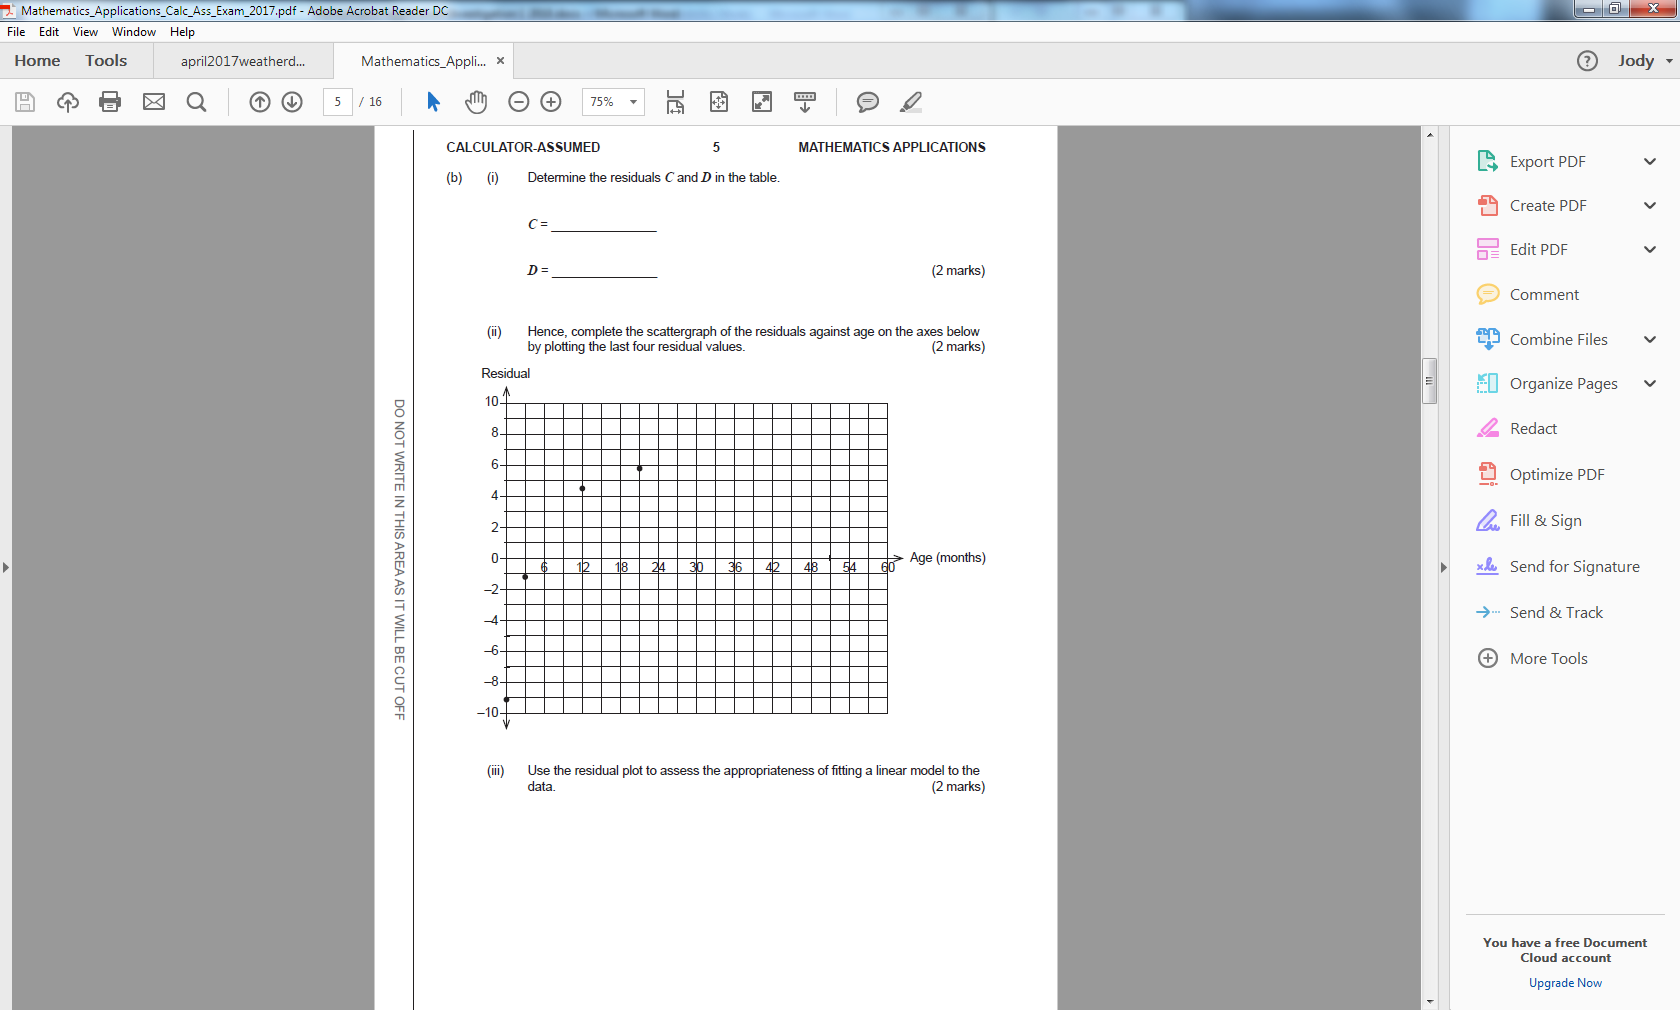 Mathematics_Applications_Calc_Ass_Exam_2017.pdf - Adobe Acrobat Reader DC
File Edit View Window Help
Home Tools april2017weatherd... Mathematics_Appli... × ? Jody
5 / 16 75%
CALCULATOR-ASSUMED 5 MATHEMATICS APPLICATIONS
(b) (i) Determine the residuals C and D in the table.
C = _______________
D = _______________ (2 marks)
(ii) Hence, complete the scattergraph of the residuals against age on the axes below
by plotting the last four residual values. (2 marks)
Residual
10
8
6
4
2
0
6 12 18 24 30 36 42 48 54 60
Age (months)
–2
–4
–6
–8
–10
(iii) Use the residual plot to assess the appropriateness of fitting a linear model to the
data. (2 marks)
DO NOT WRITE IN THIS AREA AS IT WILL BE CUT OFF
Export PDF
Create PDF
Edit PDF
Comment
Combine Files
Organize Pages
Redact
Optimize PDF
Fill & Sign
Send for Signature
Send & Track
More Tools
You have a free Document
Cloud account
Upgrade Now